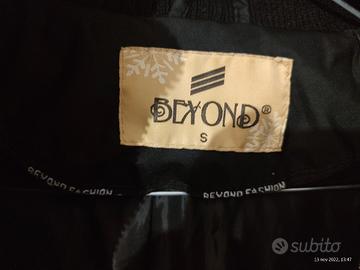 BEYOND®
S
BEYOND FASHION
BEYOND FASHION
subito
13 nov 2022, 13:47